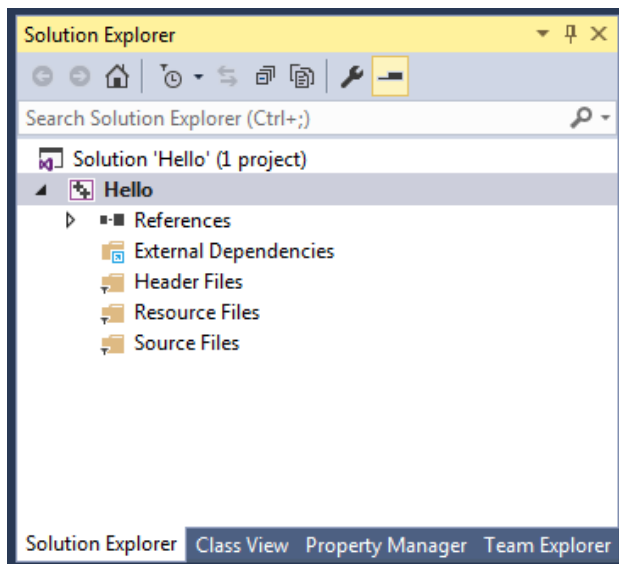 Solution Explorer
Search Solution Explorer (Ctrl+;)
Solution 'Hello' (1 project)
Hello
References
External Dependencies
Header Files
Resource Files
Source Files
Solution Explorer Class View Property Manager Team Explorer